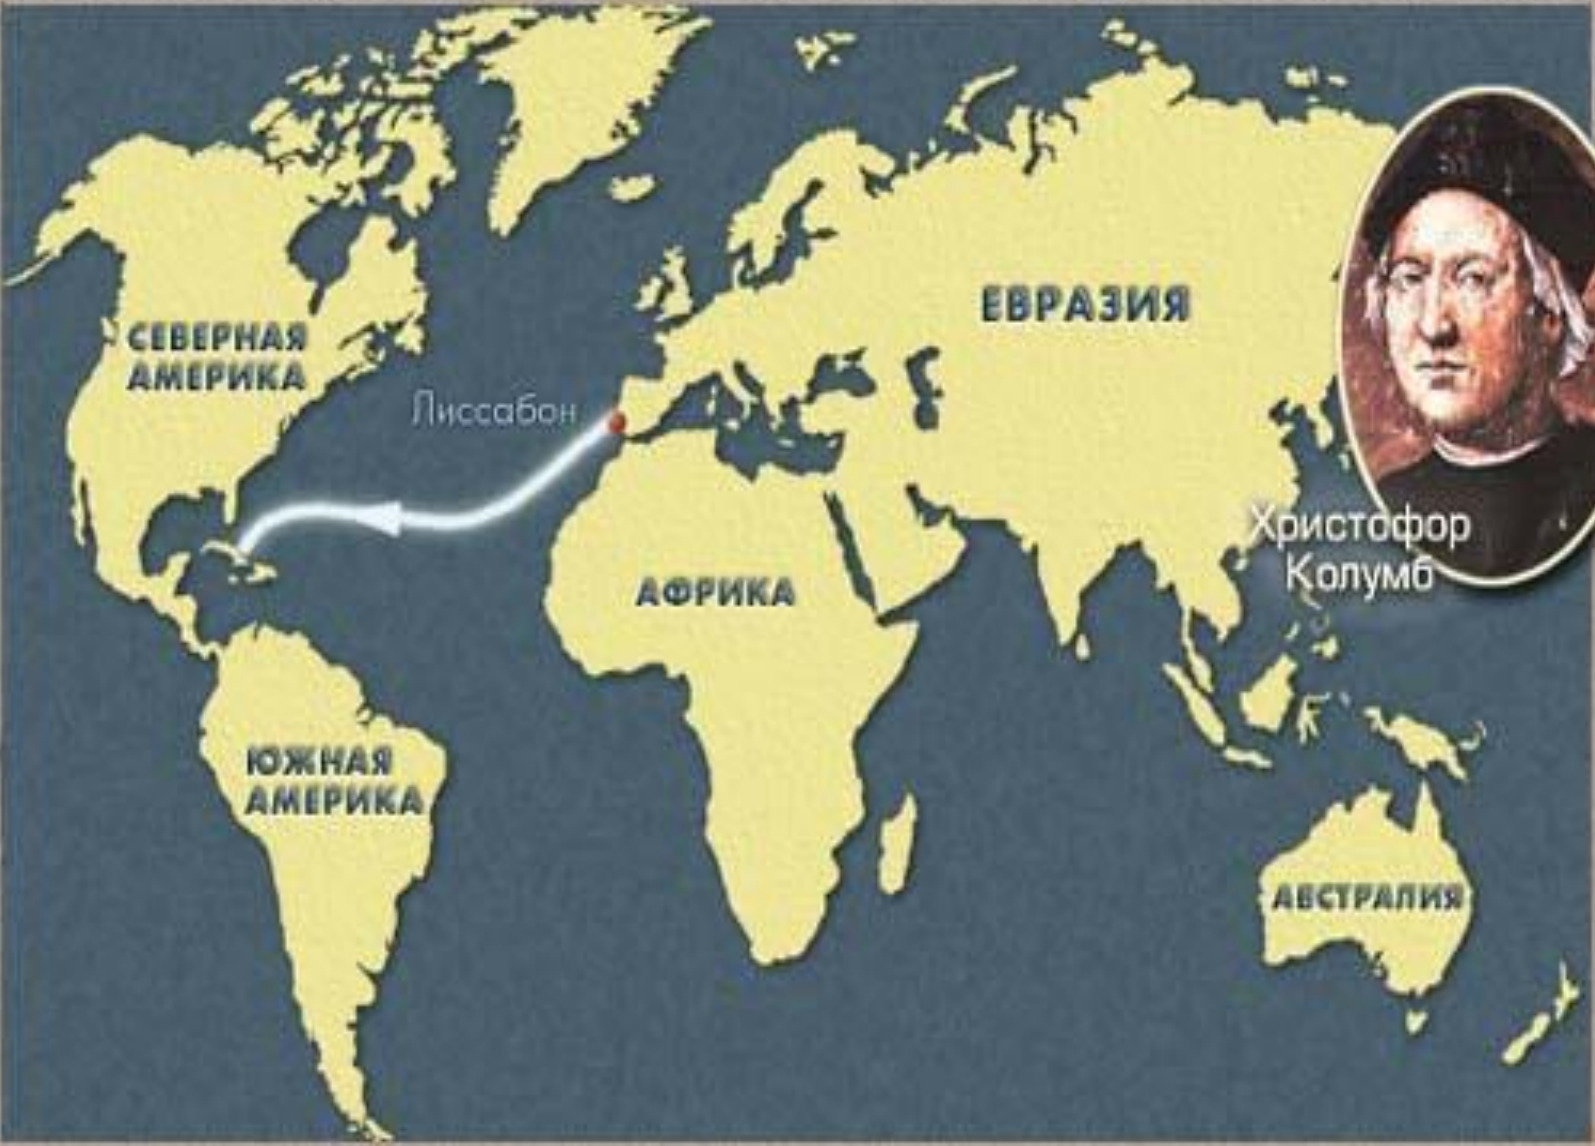 СЕВЕРНАЯ
АМЕРИКА
Лиссабон
ЕВРАЗИЯ
Христофор
Колумб
АФРИКА
ЮЖНАЯ
АМЕРИКА
АВСТРАЛИЯ